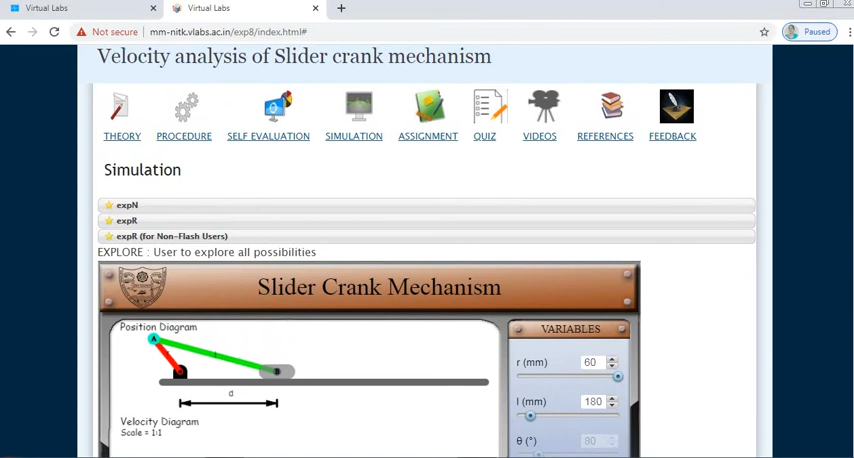 Virtual Labs
Virtual Labs
Not secure
mm-nitk.vlabs.ac.in/exp8/index.html#
Paused
Velocity analysis of Slider crank mechanism
THEORY
PROCEDURE
SELF EVALUATION
SIMULATION
ASSIGNMENT
QUIZ
VIDEOS
REFERENCES
FEEDBACK
Simulation
expN
expR
expR (for Non-Flash Users)
EXPLORE : User to explore all possibilities
Slider Crank Mechanism
Position Diagram
A
l
B
d
Velocity Diagram
Scale = 1:1
VARIABLES
r (mm) 60
l (mm) 180
θ (°) 80